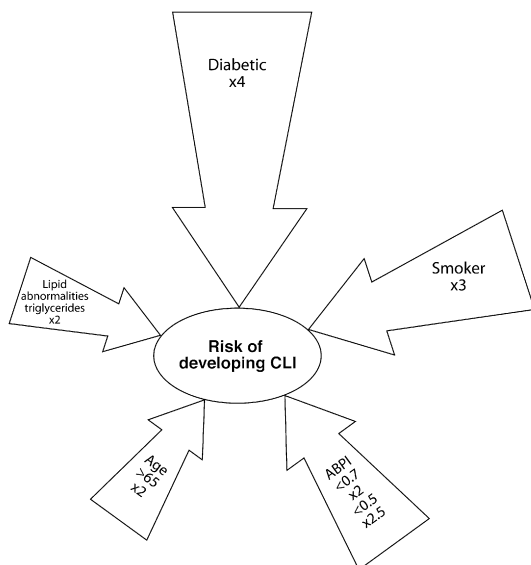 Diabetic
x4
Smoker
x3
Lipid
abnormalities
triglycerides
x2
Risk of
developing CLI
Age
>65
x2
ABPI
<0.7
x2
<0.5
x2.5